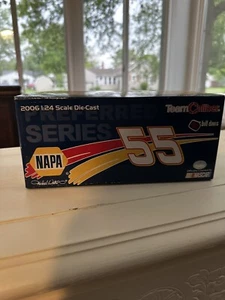 2006 1:24 Scale Die-Cast
Team Caliber
PREFERRED
SERIES
55
NAPA